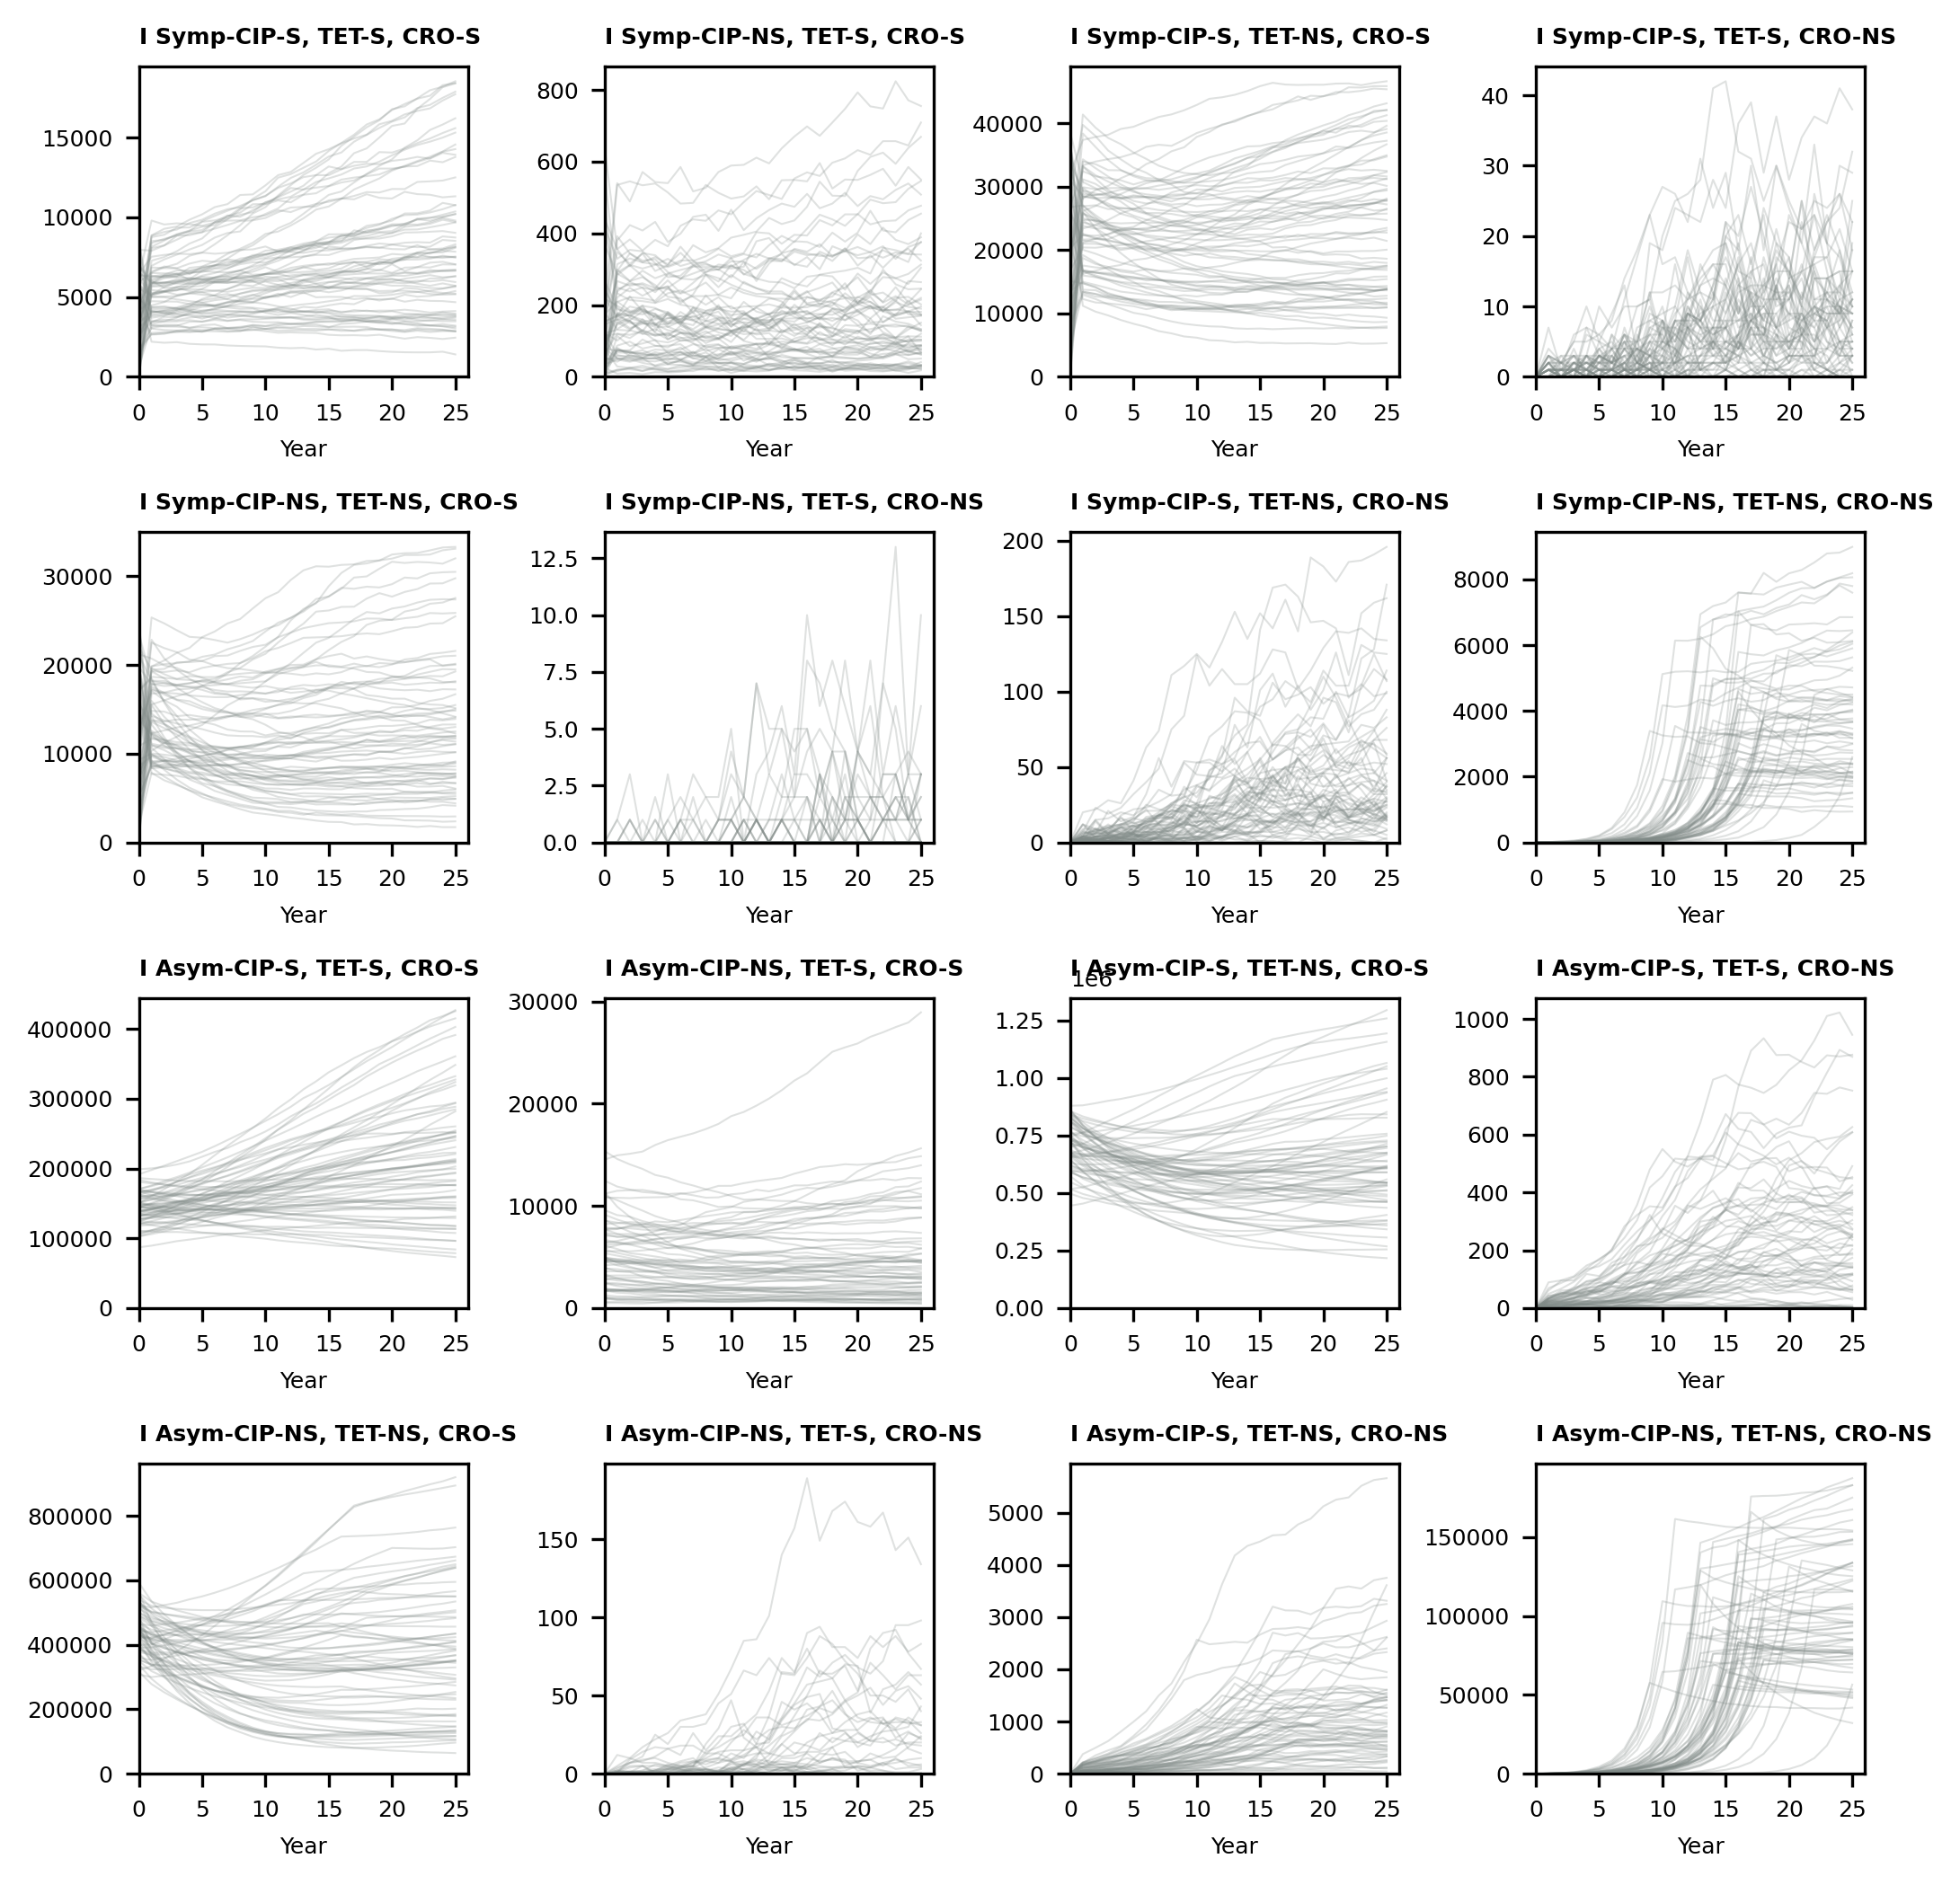 I Symp-CIP-S, TET-S, CRO-S
15000
10000
5000
0
0 5 10 15 20 25
Year
I Symp-CIP-NS, TET-S, CRO-S
800
600
400
200
0
0 5 10 15 20 25
Year
I Symp-CIP-S, TET-NS, CRO-S
40000
30000
20000
10000
0
0 5 10 15 20 25
Year
I Symp-CIP-S, TET-S, CRO-NS
40
30
20
10
0
0 5 10 15 20 25
Year
I Symp-CIP-NS, TET-NS, CRO-S
30000
20000
10000
0
0 5 10 15 20 25
Year
I Symp-CIP-NS, TET-S, CRO-NS
12.5
10.0
7.5
5.0
2.5
0.0
0 5 10 15 20 25
Year
I Symp-CIP-S, TET-NS, CRO-NS
200
150
100
50
0
0 5 10 15 20 25
Year
I Symp-CIP-NS, TET-NS, CRO-NS
8000
6000
4000
2000
0
0 5 10 15 20 25
Year
I Asym-CIP-S, TET-S, CRO-S
400000
300000
200000
100000
0
0 5 10 15 20 25
Year
I Asym-CIP-NS, TET-S, CRO-S
30000
20000
10000
0
0 5 10 15 20 25
Year
I Asym-CIP-S, TET-NS, CRO-S
1e6
1.25
1.00
0.75
0.50
0.25
0.00
0 5 10 15 20 25
Year
I Asym-CIP-S, TET-S, CRO-NS
1000
800
600
400
200
0
0 5 10 15 20 25
Year
I Asym-CIP-NS, TET-NS, CRO-S
800000
600000
400000
200000
0
0 5 10 15 20 25
Year
I Asym-CIP-NS, TET-S, CRO-NS
150
100
50
0
0 5 10 15 20 25
Year
I Asym-CIP-S, TET-NS, CRO-NS
5000
4000
3000
2000
1000
0
0 5 10 15 20 25
Year
I Asym-CIP-NS, TET-NS, CRO-NS
150000
100000
50000
0
0 5 10 15 20 25
Year